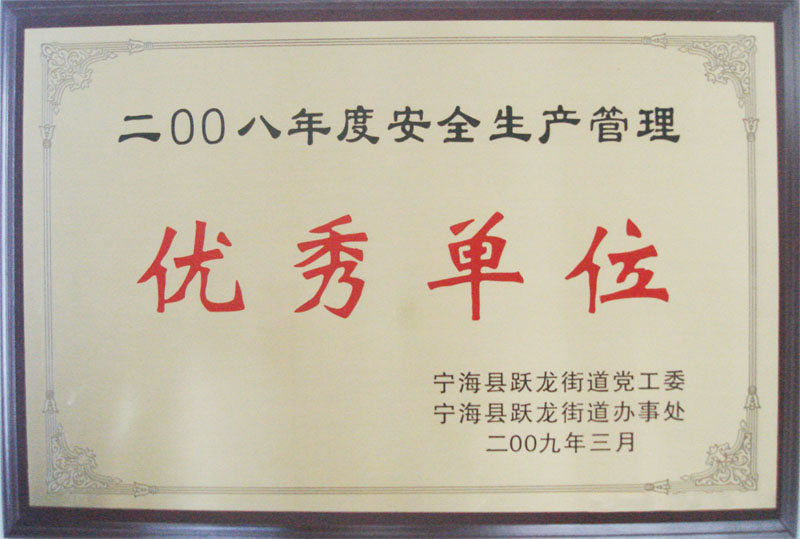 二00八年度安全生产管理
优秀单位
宁海县跃龙街道党工委
宁海县跃龙街道办事处
二00九年三月